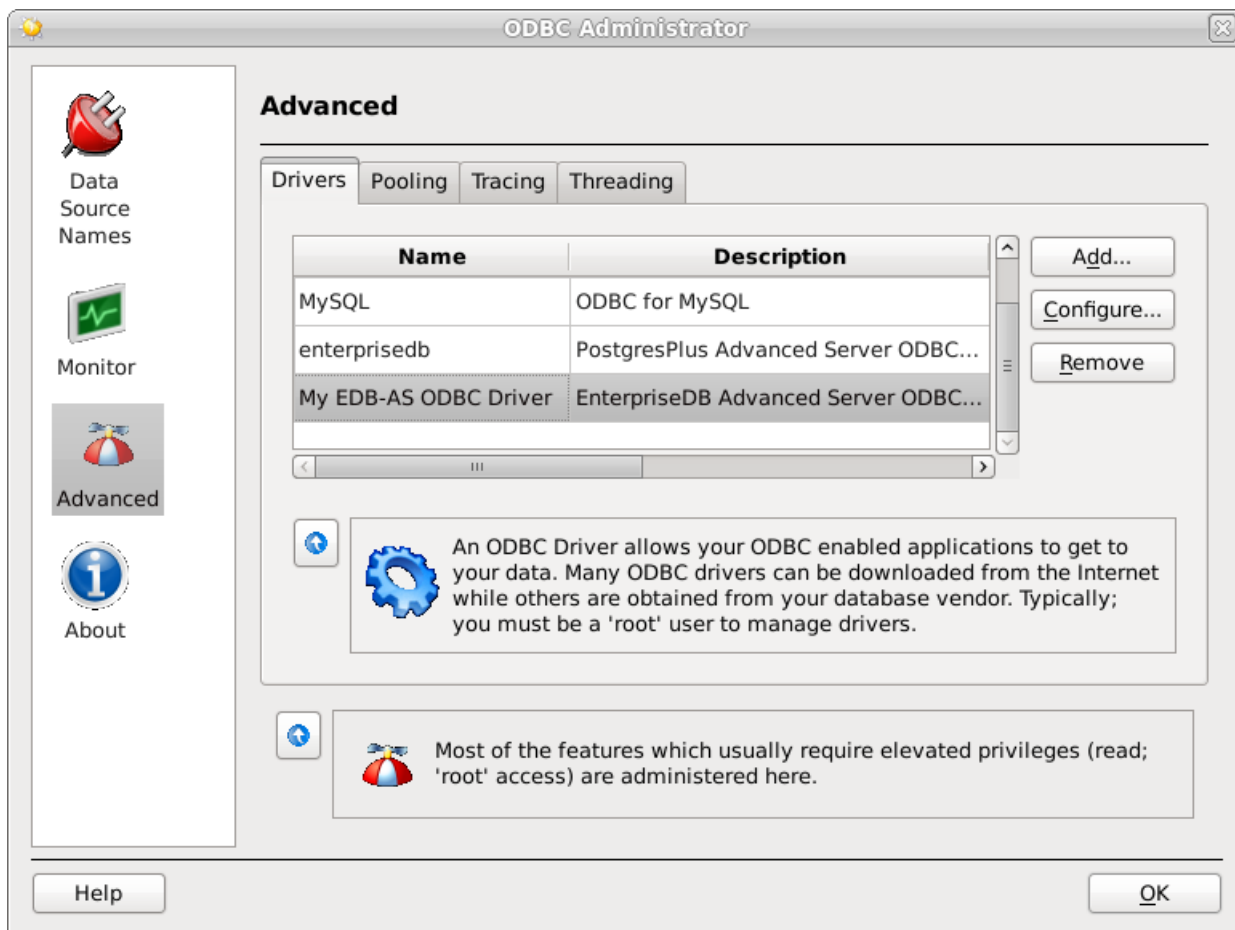 ODBC Administrator
Data
Source
Names
Monitor
Advanced
About
Advanced
Drivers Pooling Tracing Threading
Name Description
MySQL ODBC for MySQL
enterprisedb PostgresPlus Advanced Server ODBC...
My EDB-AS ODBC Driver EnterpriseDB Advanced Server ODBC...
Add...
Configure...
Remove
An ODBC Driver allows your ODBC enabled applications to get to
your data. Many ODBC drivers can be downloaded from the Internet
while others are obtained from your database vendor. Typically;
you must be a 'root' user to manage drivers.
Most of the features which usually require elevated privileges (read;
'root' access) are administered here.
Help
OK